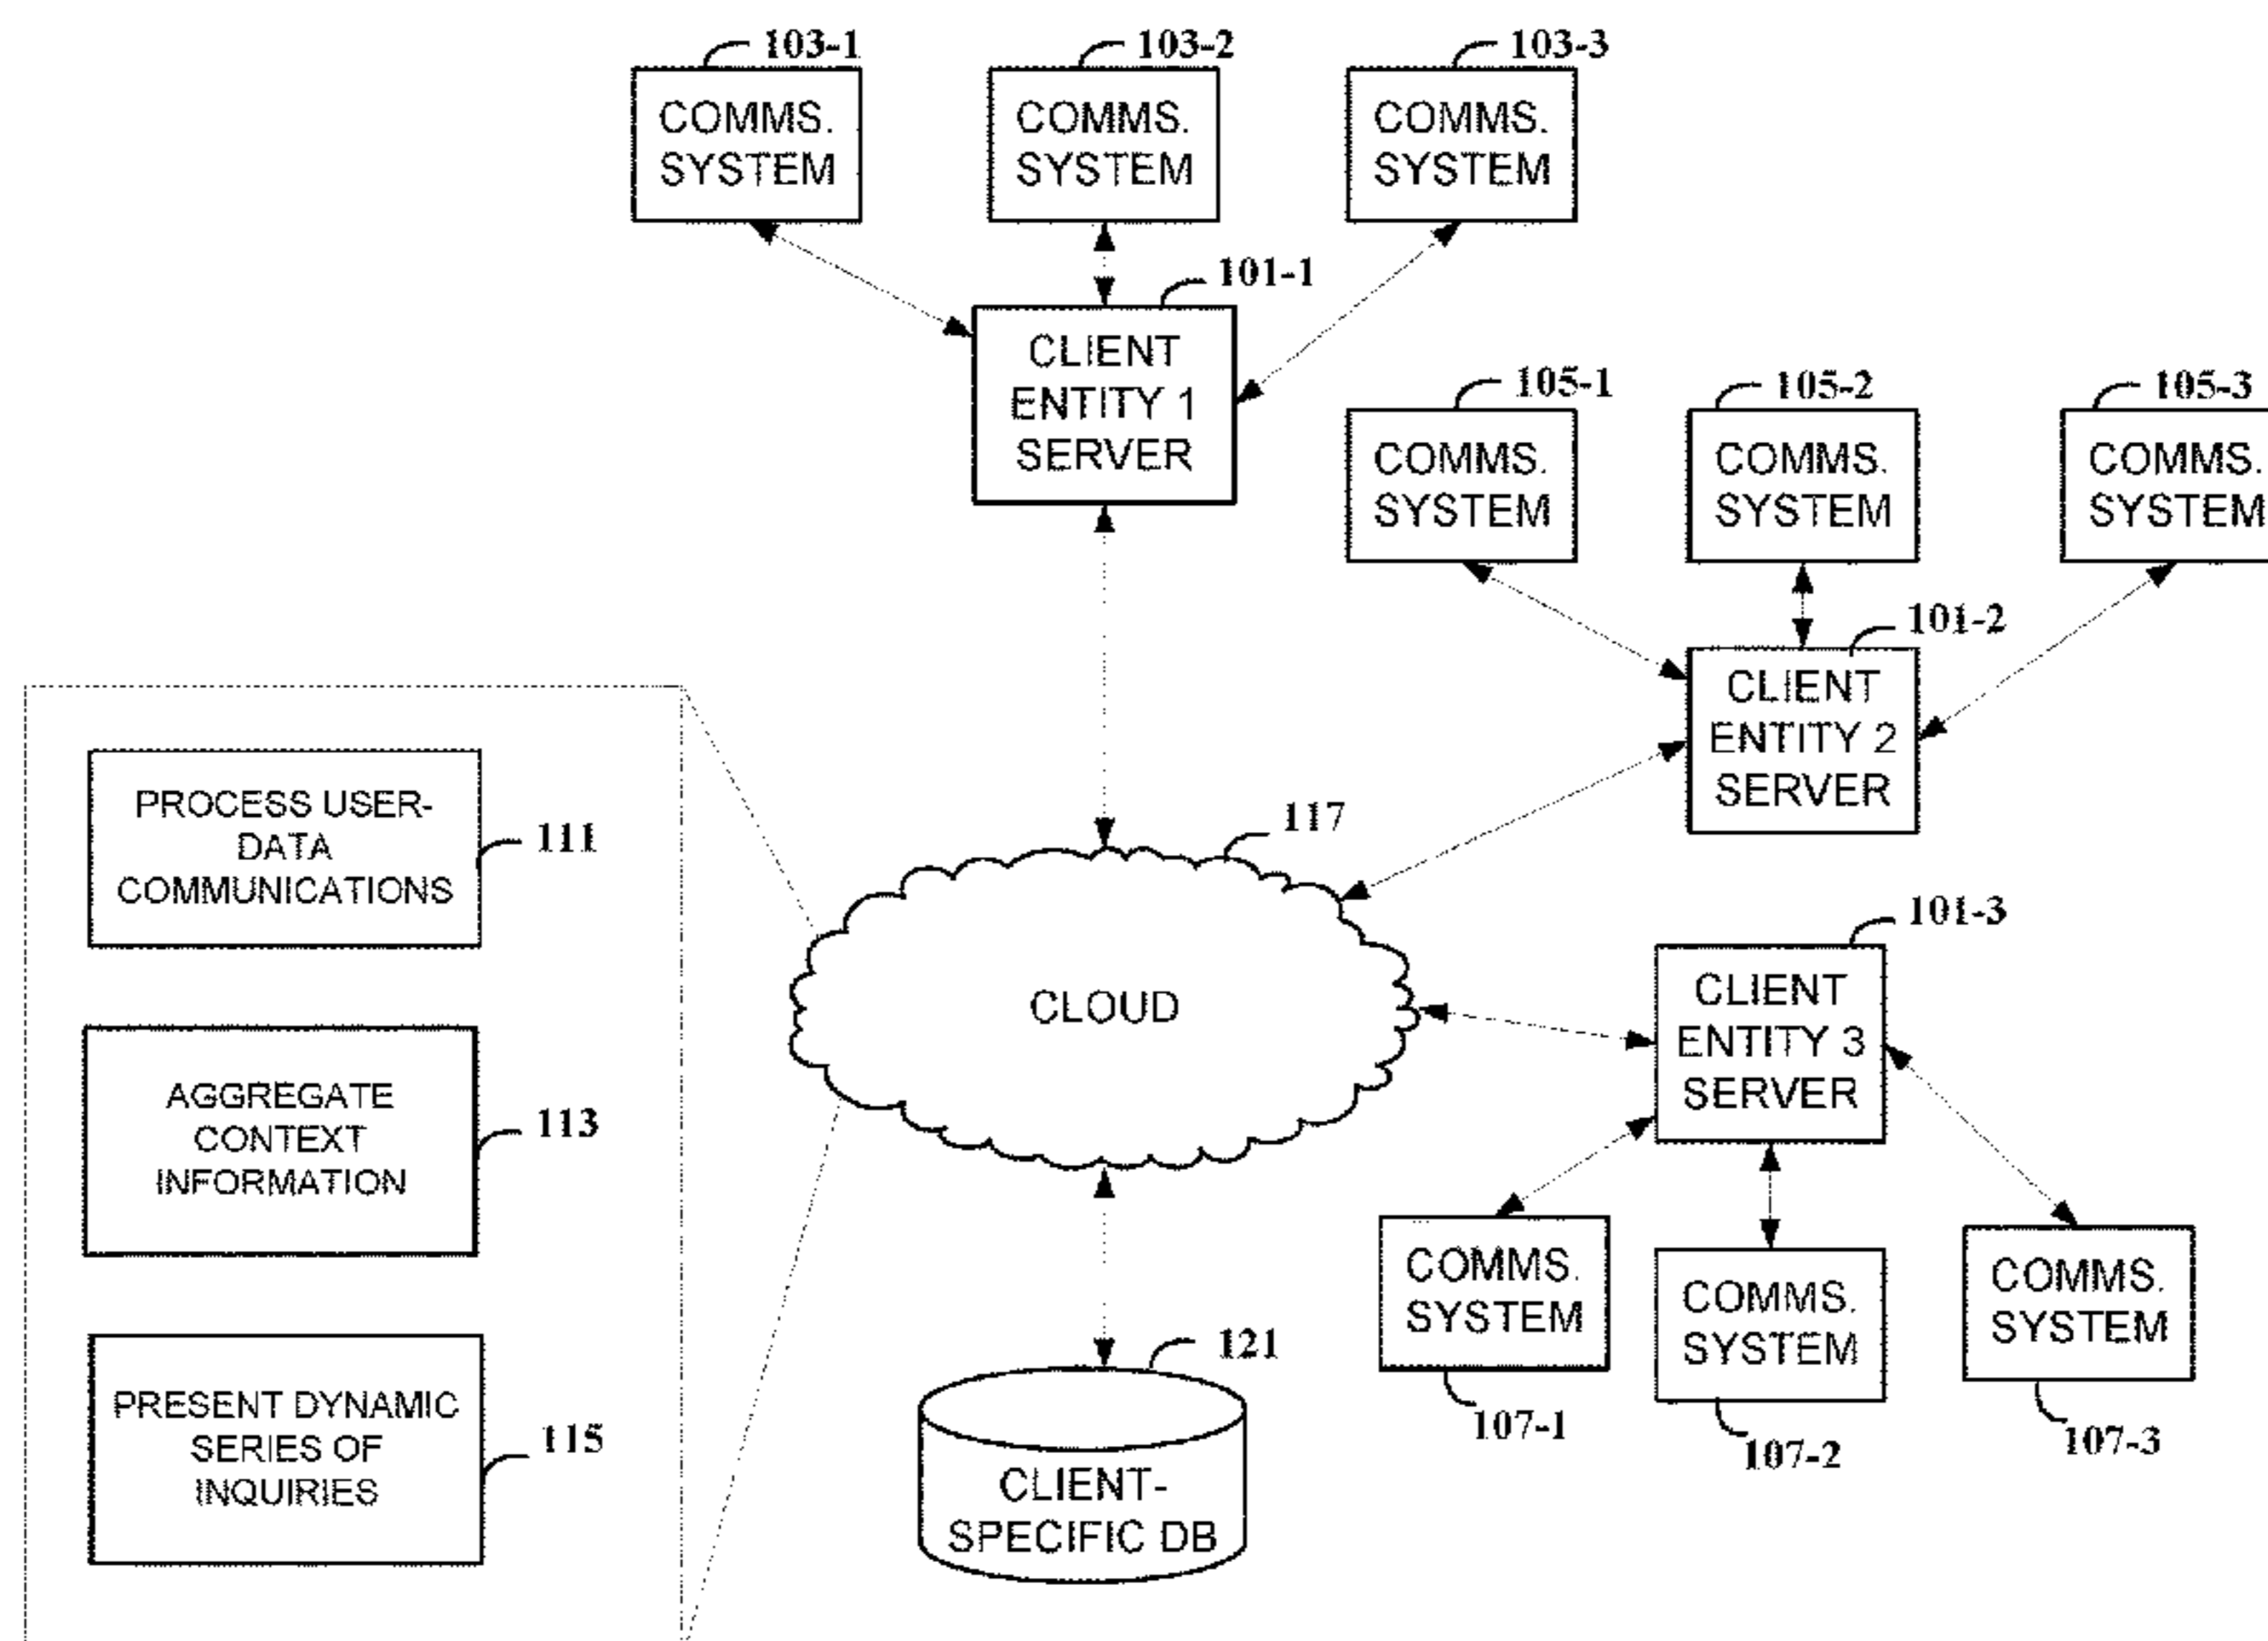 103-1
103-2
103-3
COMMS.
SYSTEM
COMMS.
SYSTEM
COMMS.
SYSTEM
101-1
CLIENT
ENTITY 1
SERVER
105-1
105-2
105-3
COMMS.
SYSTEM
COMMS.
SYSTEM
COMMS.
SYSTEM
101-2
CLIENT
ENTITY 2
SERVER
PROCESS USER-
DATA
COMMUNICATIONS
111
117
CLOUD
101-3
CLIENT
ENTITY 3
SERVER
AGGREGATE
CONTEXT
INFORMATION
113
COMMS.
SYSTEM
107-1
COMMS.
SYSTEM
107-2
COMMS.
SYSTEM
107-3
PRESENT DYNAMIC
SERIES OF
INQUIRIES
115
121
CLIENT-
SPECIFIC DB